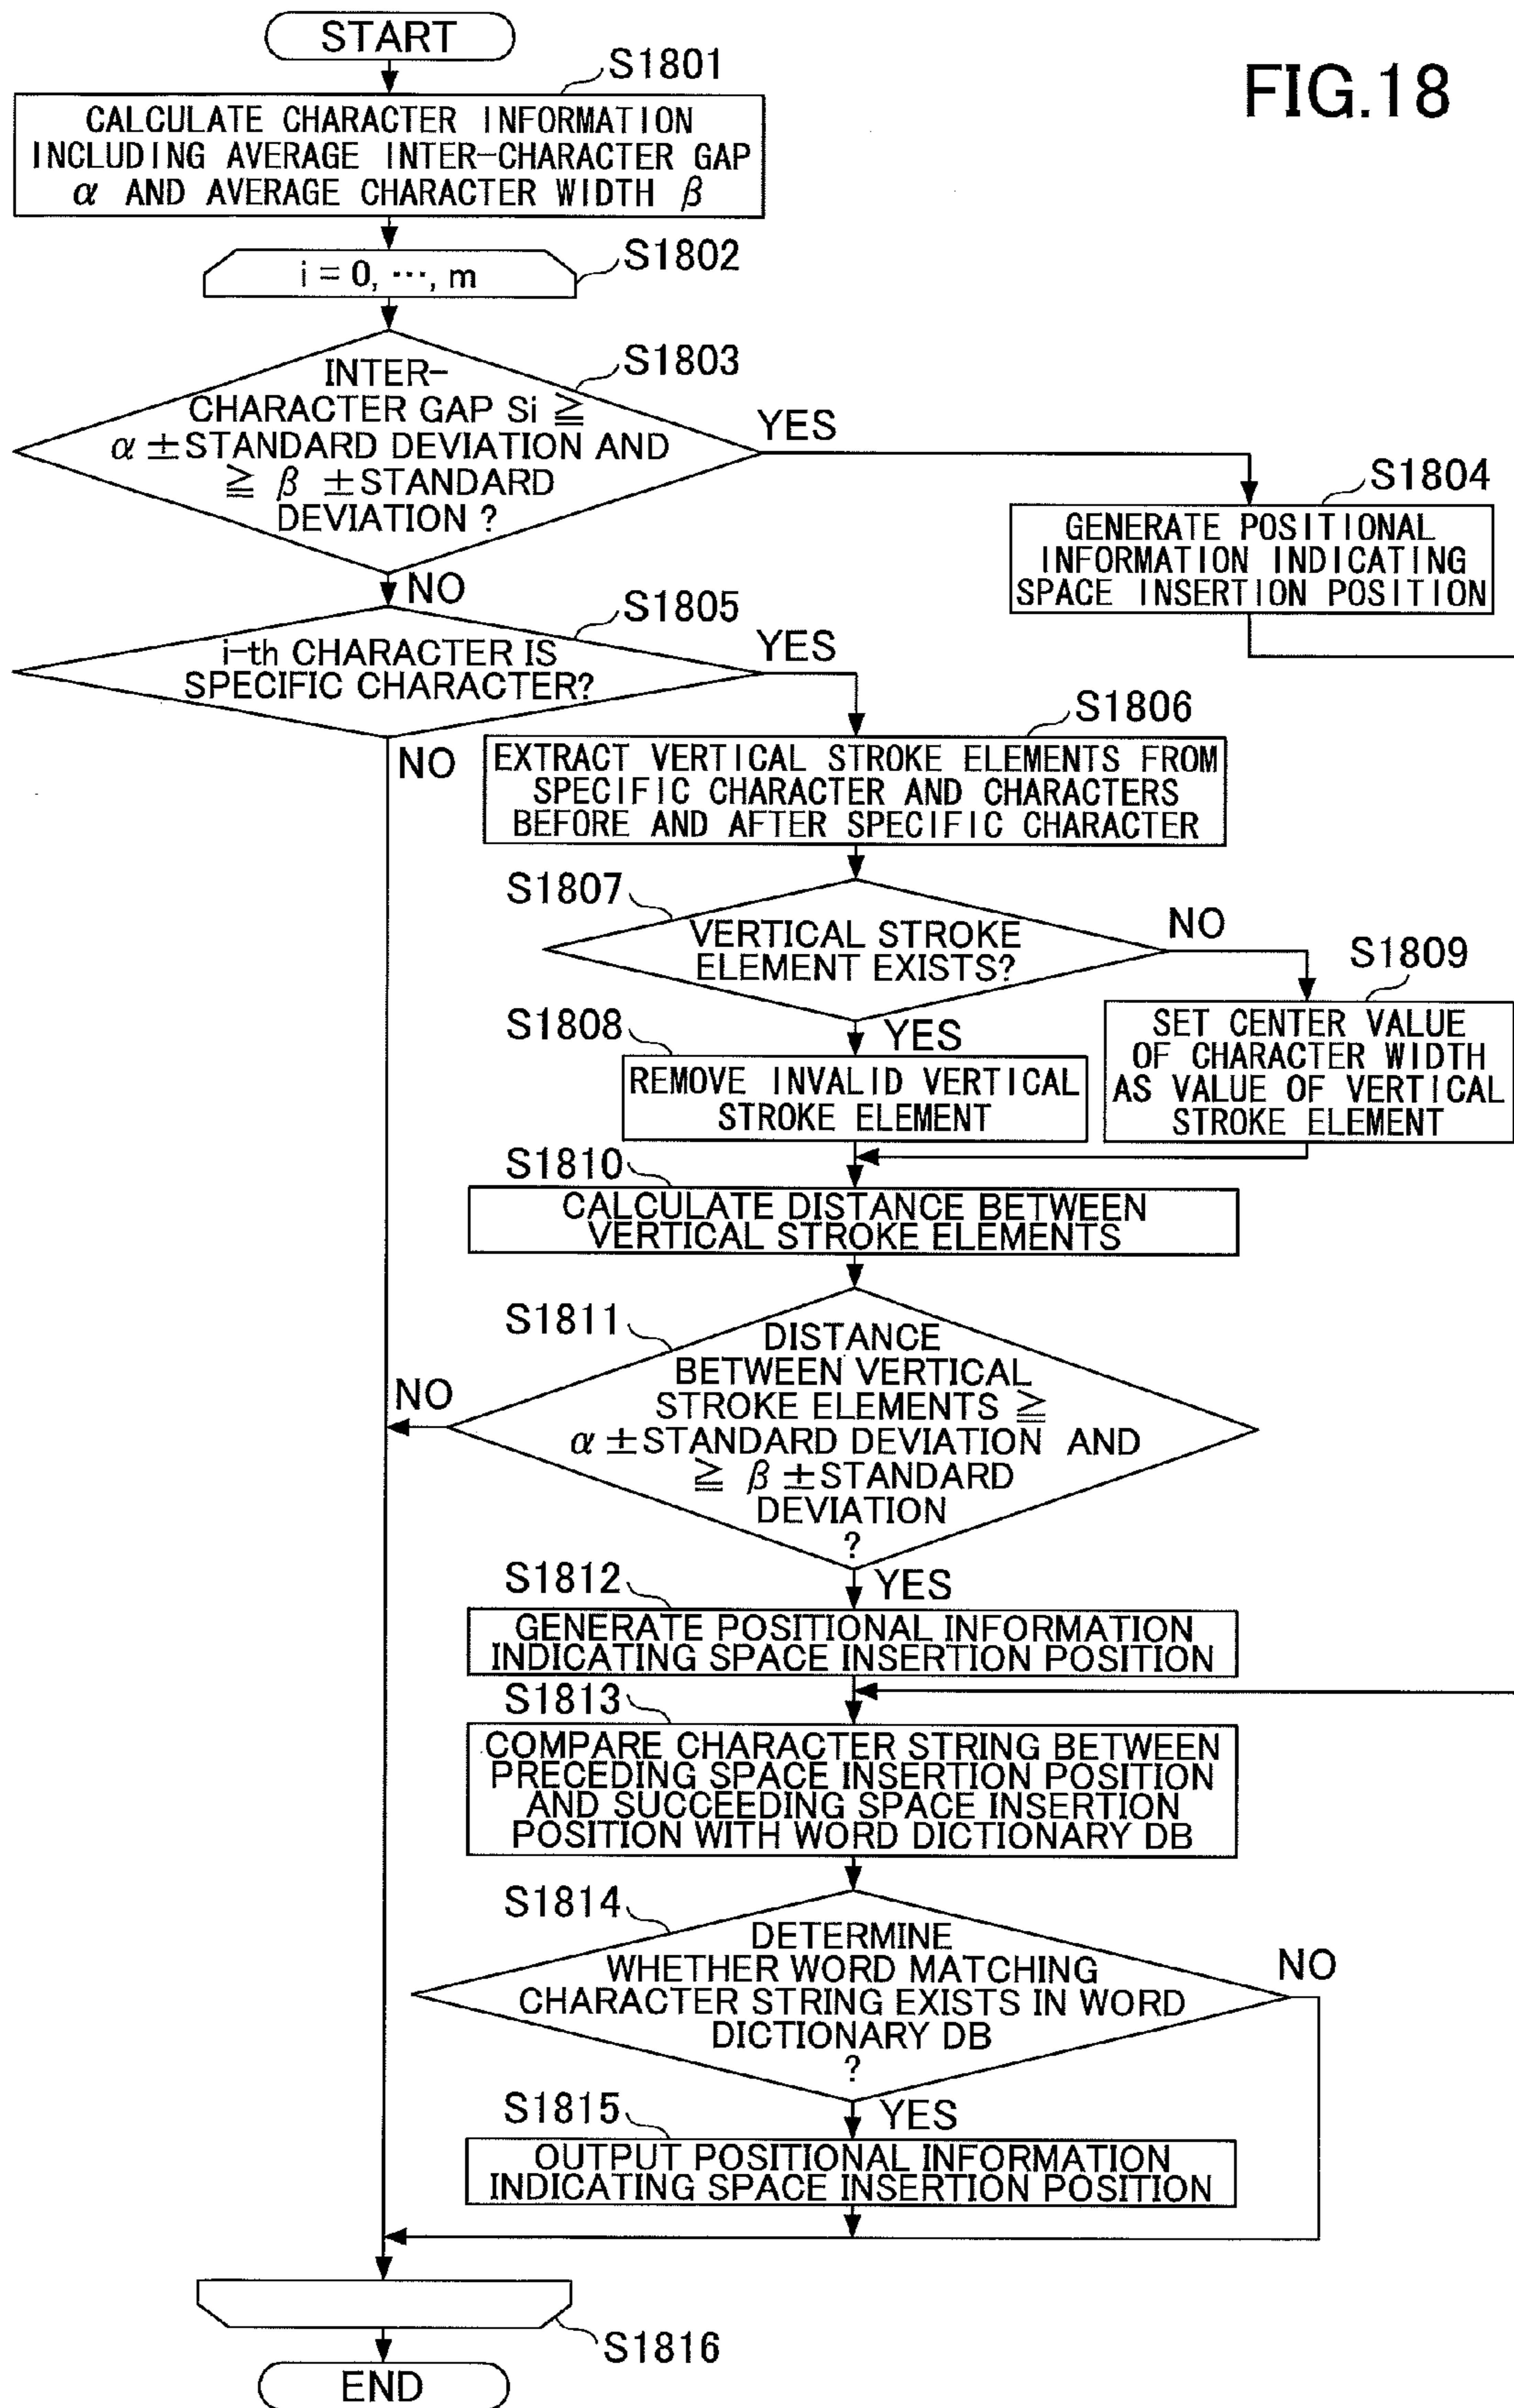 START
FIG.18
S1801
CALCULATE CHARACTER INFORMATION
INCLUDING AVERAGE INTER-CHARACTER GAP
α AND AVERAGE CHARACTER WIDTH β
S1802
i = 0, ⋯, m
S1803
INTER-
CHARACTER GAP Si ≧
α ±STANDARD DEVIATION AND
≧ β ±STANDARD
DEVIATION ?
YES
NO
S1804
GENERATE POSITIONAL
INFORMATION INDICATING
SPACE INSERTION POSITION
S1805
i-th CHARACTER IS
SPECIFIC CHARACTER?
YES
NO
S1806
EXTRACT VERTICAL STROKE ELEMENTS FROM
SPECIFIC CHARACTER AND CHARACTERS
BEFORE AND AFTER SPECIFIC CHARACTER
S1807
VERTICAL STROKE
ELEMENT EXISTS?
NO
YES
S1808
REMOVE INVALID VERTICAL
STROKE ELEMENT
S1809
SET CENTER VALUE
OF CHARACTER WIDTH
AS VALUE OF VERTICAL
STROKE ELEMENT
S1810
CALCULATE DISTANCE BETWEEN
VERTICAL STROKE ELEMENTS
S1811
DISTANCE
BETWEEN VERTICAL
STROKE ELEMENTS ≧
α ±STANDARD DEVIATION AND
≧ β ±STANDARD
DEVIATION
?
NO
YES
S1812
GENERATE POSITIONAL INFORMATION
INDICATING SPACE INSERTION POSITION
S1813
COMPARE CHARACTER STRING BETWEEN
PRECEDING SPACE INSERTION POSITION
AND SUCCEEDING SPACE INSERTION
POSITION WITH WORD DICTIONARY DB
S1814
DETERMINE
WHETHER WORD MATCHING
CHARACTER STRING EXISTS IN WORD
DICTIONARY DB
?
NO
YES
S1815
OUTPUT POSITIONAL INFORMATION
INDICATING SPACE INSERTION POSITION
S1816
END